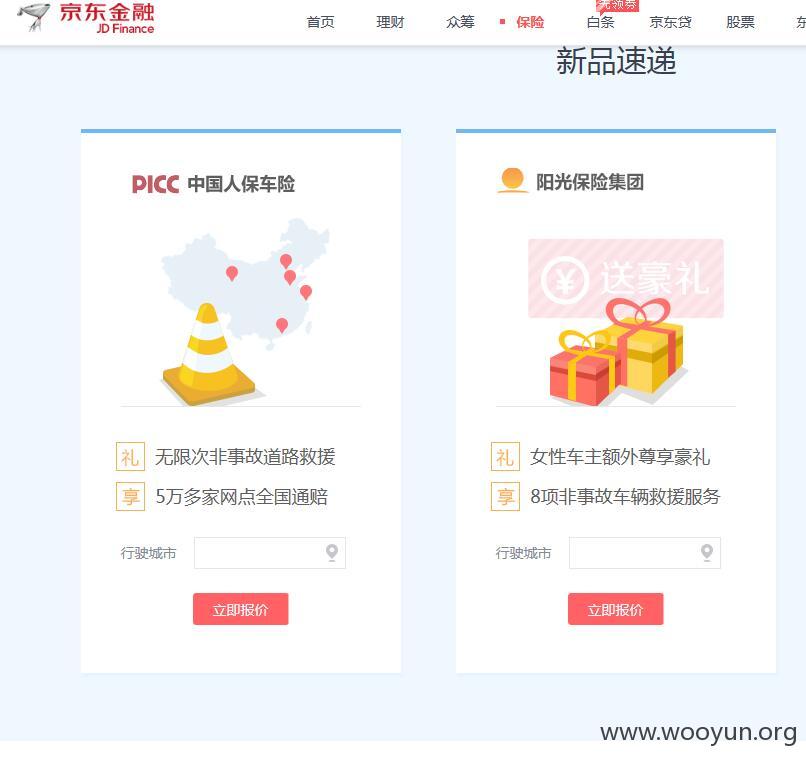 京东金融
JD Finance
首页 理财 众筹 保险 白条 京东贷 股票
先领券
新品速递
PICC 中国人保车险
阳光保险集团
¥ 送豪礼
礼 无限次非事故道路救援
享 5万多家网点全国通赔
行驶城市
立即报价
礼 女性车主额外尊享豪礼
享 8项非事故车辆救援服务
行驶城市
立即报价
www.wooyun.org